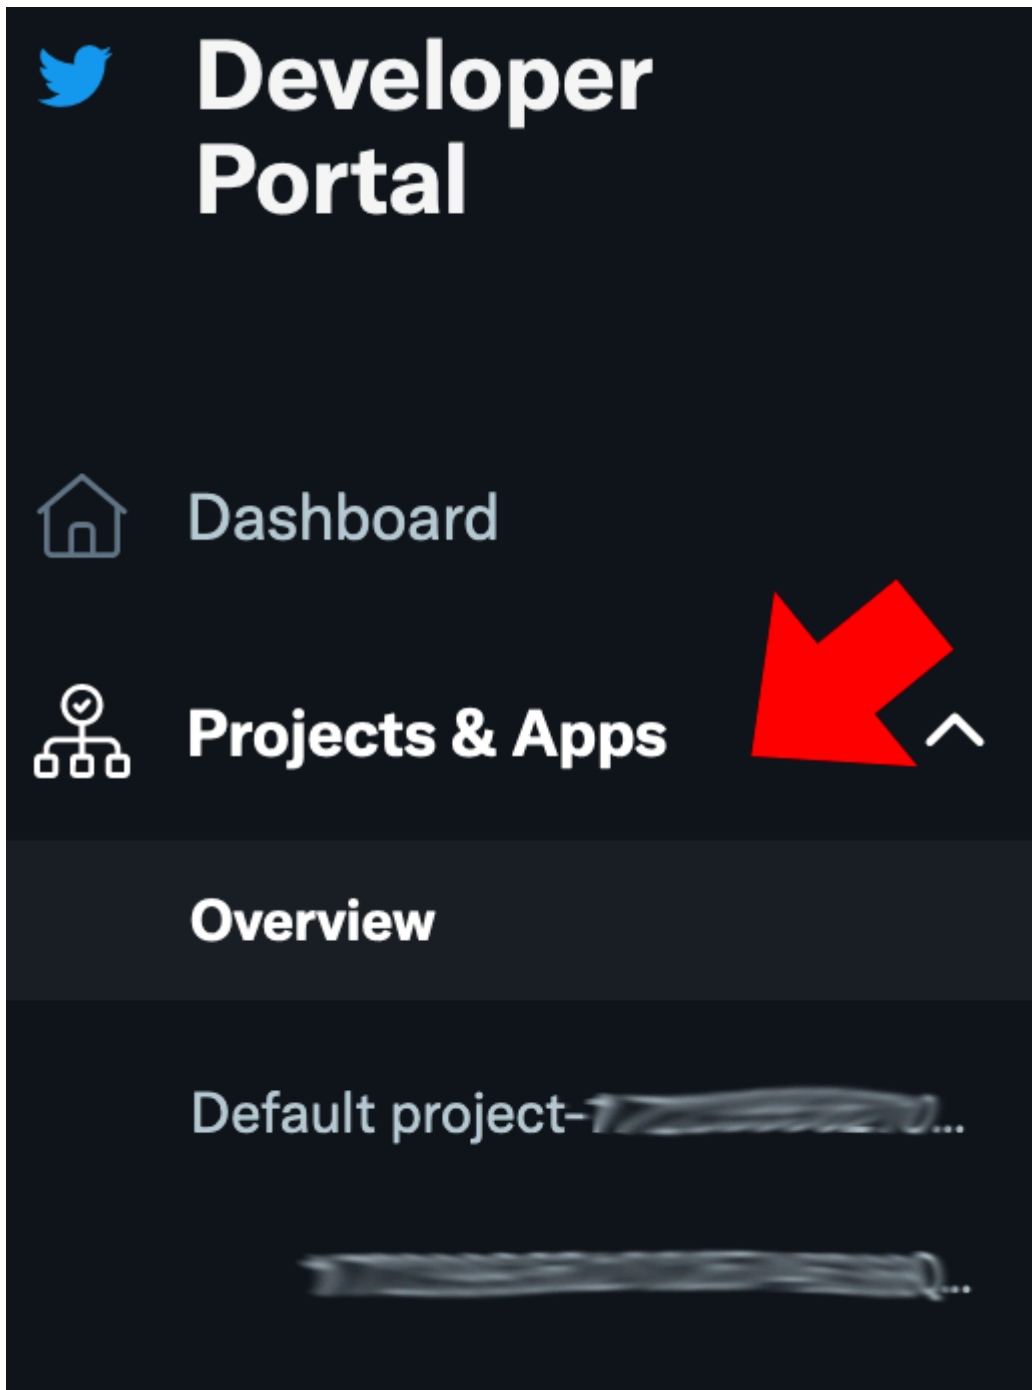 Developer
Portal
Dashboard
Projects & Apps
Overview
Default project-